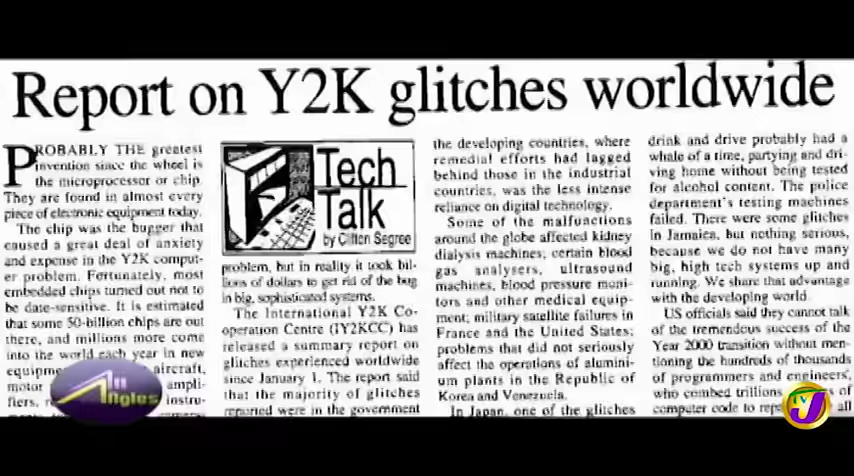 Report on Y2K glitches worldwide
PROBABLY THE greatest
invention since the wheel is
the microprocessor or chip.
They are found in almost every
piece of electronic equipment today.
The chip was the bugger that
caused a great deal of anxiety
and expense in the Y2K comput-
er problem. Fortunately, most
embedded chips turned out not to
be date-sensitive. It is estimated
that some 50-billion chips are out
there, and millions more come
into the world each year in new
aircraft,
motor ampli-
fiers, instru-
Tech
Talk
by Clifton Segree
problem, but in reality it took bil-
lions of dollars to get rid of the bug
in big, sophisticated systems.
The International Y2K Co-
operation Centre (IY2KCC) has
released a summary report on
glitches experienced worldwide
since January 1. The report said
that the majority of glitches
reported were in the government
the developing countries, where
remedial efforts had lagged
behind those in the industrial
countries, was the less intense
reliance on digital technology.
Some of the malfunctions
around the globe affected kidney
dialysis machines; certain blood
gas analysers, ultrasound
machines, blood pressure moni-
tors and other medical equip-
ment; military satellite failures in
France and the United States;
problems that did not seriously
affect the operations of alumini-
um plants in the Republic of
Korea and Venezuela.
In Japan, one of the glitches
drink and drive probably had a
whale of a time, partying and dri-
ving home without being tested
for alcohol content. The police
department's testing machines
failed. There were some glitches
in Jamaica, but nothing serious,
because we do not have many
big, high tech systems up and
running. We share that advantage
with the developing world.
US officials said they cannot talk
of the tremendous success of the
Year 2000 transition without men-
tioning the hundreds of thousands
of programmers and engineers,
who combed trillions of
computer code to all
All
Angles
TVJ